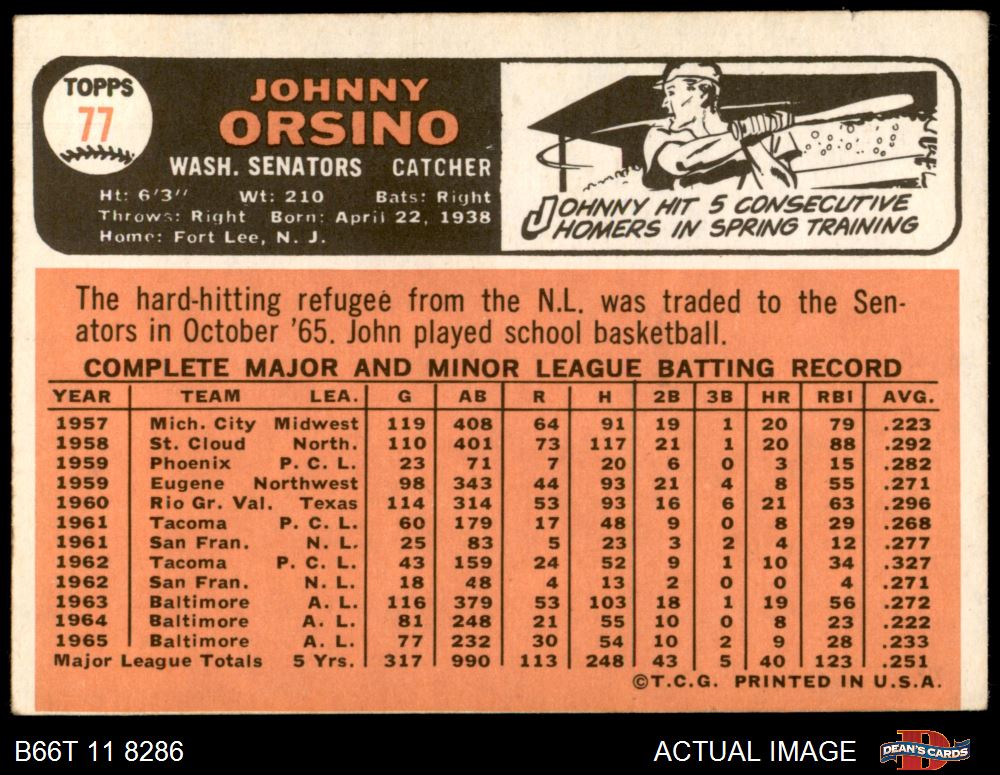 TOPPS
77
JOHNNY
ORSINO
WASH. SENATORS CATCHER
Ht: 6'3" Wt: 210 Bats: Right
Throws: Right Born: April 22, 1938
Home: Fort Lee, N. J.
JOHNNY HIT 5 CONSECUTIVE
HOMERS IN SPRING TRAINING
The hard-hitting refugee from the N.L. was traded to the Sen-
ators in October '65. John played school basketball.
COMPLETE MAJOR AND MINOR LEAGUE BATTING RECORD
YEAR TEAM LEA. G AB R H 2B 3B HR RBI AVG.
1957 Mich. City Midwest 119 408 64 91 19 1 20 79 .223
1958 St. Cloud North. 110 401 73 117 21 1 20 88 .292
1959 Phoenix P. C. L. 23 71 7 20 6 0 3 15 .282
1959 Eugene Northwest 98 343 44 93 21 4 8 55 .271
1960 Rio Gr. Val. Texas 114 314 53 93 16 6 21 63 .296
1961 Tacoma P. C. L. 60 179 17 48 9 0 8 29 .268
1961 San Fran. N. L. 25 83 5 23 3 2 4 12 .277
1962 Tacoma P. C. L. 43 159 24 52 9 1 10 34 .327
1962 San Fran. N. L. 18 48 4 13 2 0 0 4 .271
1963 Baltimore A. L. 116 379 53 103 18 1 19 56 .272
1964 Baltimore A. L. 81 248 21 55 10 0 8 23 .222
1965 Baltimore A. L. 77 232 30 54 10 2 9 28 .233
Major League Totals 5 Yrs. 317 990 113 248 43 5 40 123 .251
©T.C.G. PRINTED IN U.S.A.
B66T 11 8286 ACTUAL IMAGE DEAN'S CARDS